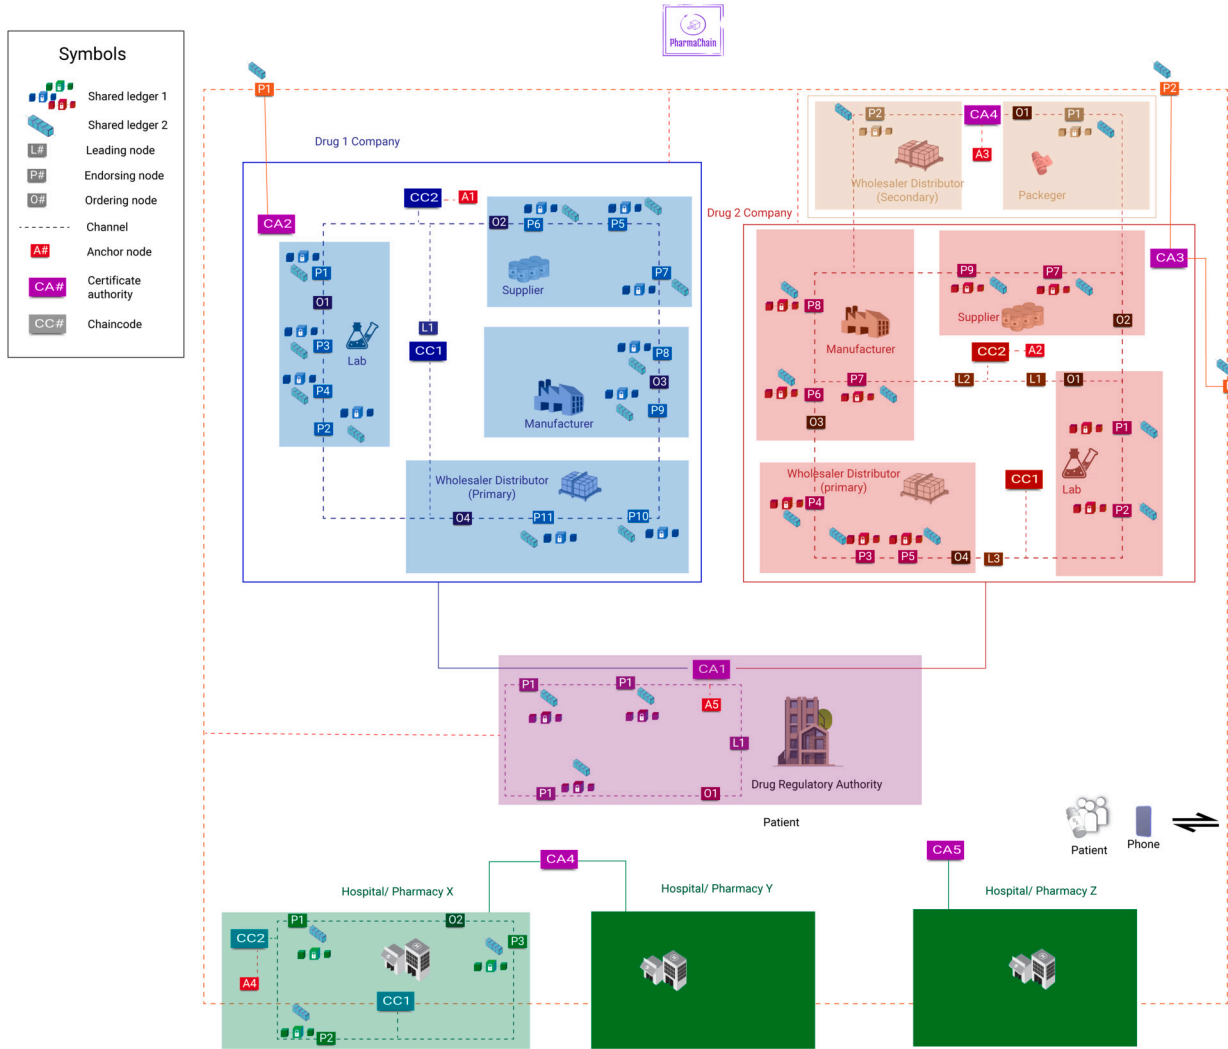 PharmaChain
Symbols
Shared ledger 1
Shared ledger 2
L#
Leading node
P#
Endorsing node
O#
Ordering node
Channel
A#
Anchor node
CA#
Certificate
authority
CC#
Chaincode
P1
P2
Drug 1 Company
CA2
CC2
A1
O2
P6
P5
P7
Supplier
P1
O1
P3
P4
P2
Lab
L1
CC1
P8
O3
P9
Manufacturer
Wholesaler Distributor
(Primary)
O4
P11
P10
P2
CA4
O1
P1
A3
Wholesaler Distributor
(Secondary)
Packeger
Drug 2 Company
CA3
P9
P7
Supplier
O2
P8
Manufacturer
CC2
A2
P7
L2
L1
O1
P6
O3
P1
Lab
P2
CC1
Wholesaler Distributor
(primary)
P4
P3
P5
O4
L3
CA1
P1
P1
A5
L1
P1
O1
Drug Regulatory Authority
Patient
Patient
Phone
CA4
CA5
Hospital/ Pharmacy X
Hospital/ Pharmacy Y
Hospital/ Pharmacy Z
P1
O2
CC2
P3
A4
CC1
P2